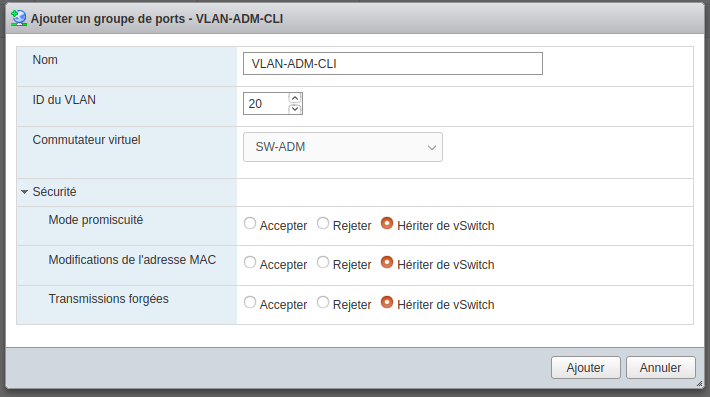 Ajouter un groupe de ports - VLAN-ADM-CLI
Nom VLAN-ADM-CLI
ID du VLAN 20
Commutateur virtuel SW-ADM
Sécurité
Mode promiscuité Accepter Rejeter Hériter de vSwitch
Modifications de l'adresse MAC Accepter Rejeter Hériter de vSwitch
Transmissions forgées Accepter Rejeter Hériter de vSwitch
Ajouter Annuler